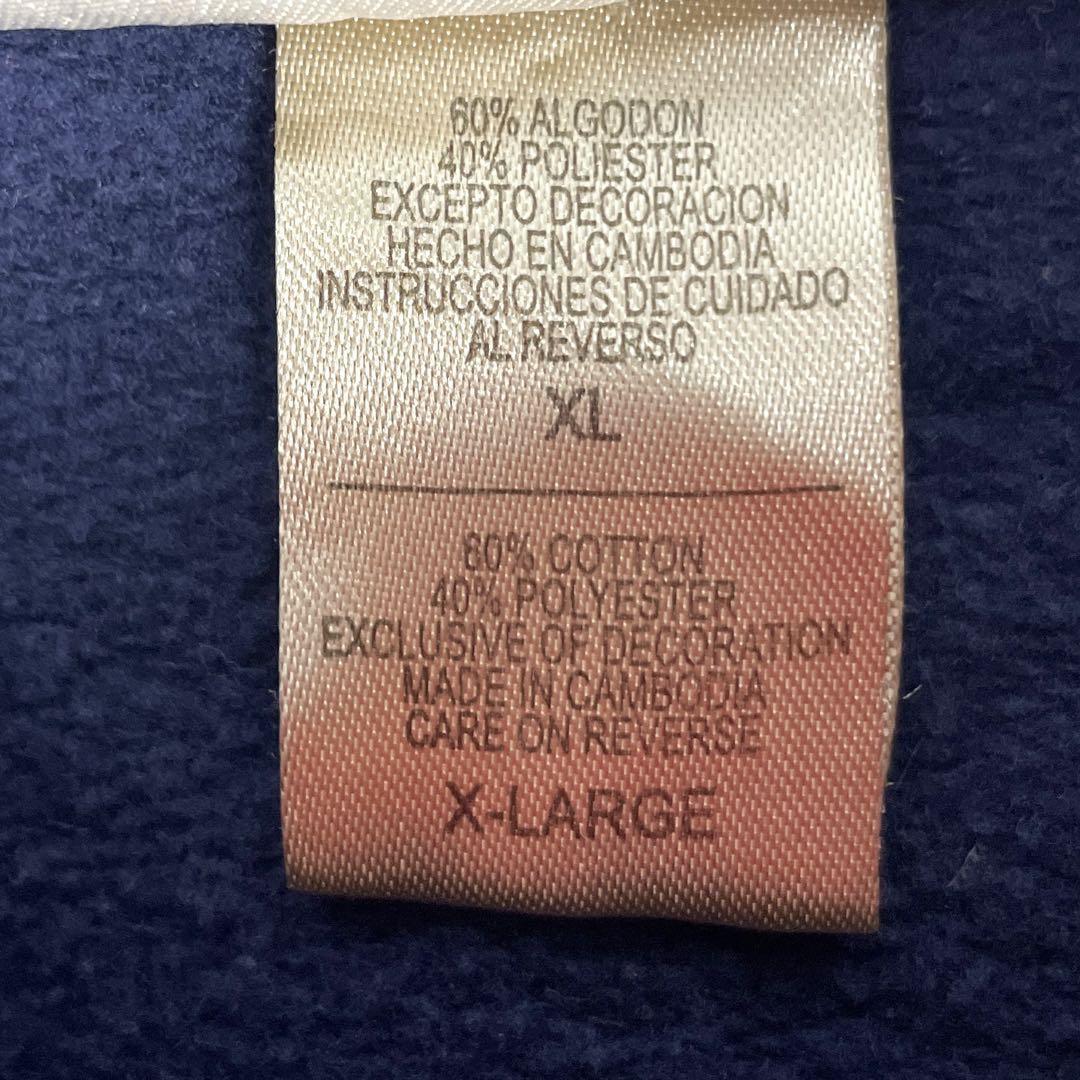 60% ALGODON
40% POLIESTER
EXCEPTO DECORACION
HECHO EN CAMBODIA
INSTRUCCIONES DE CUIDADO
AL REVERSO
XL
60% COTTON
40% POLYESTER
EXCLUSIVE OF DECORATION
MADE IN CAMBODIA
CARE ON REVERSE
X-LARGE